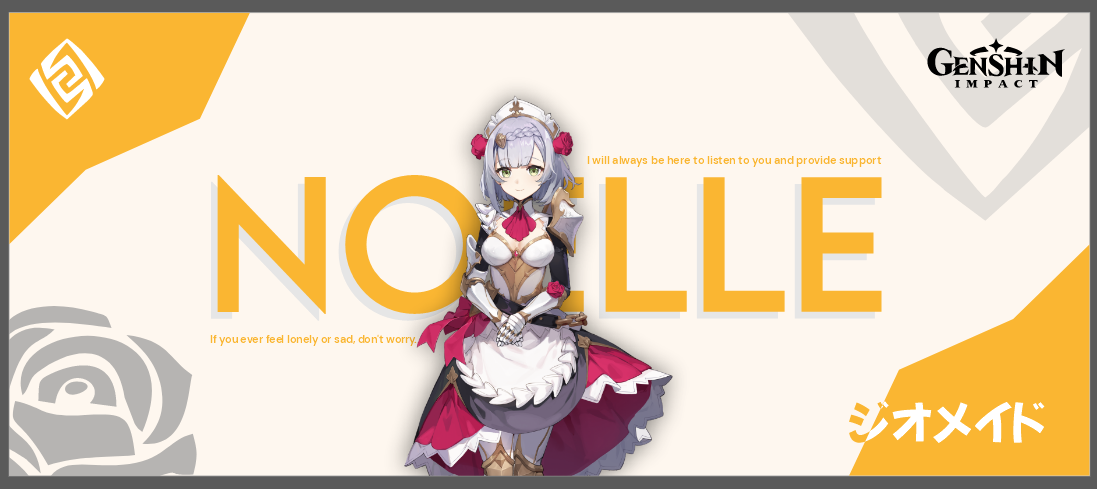 GENSHIN
IMPACT
I will always be here to listen to you and provide support
NOELLE
If you ever feel lonely or sad, don't worry,
ジオメイド